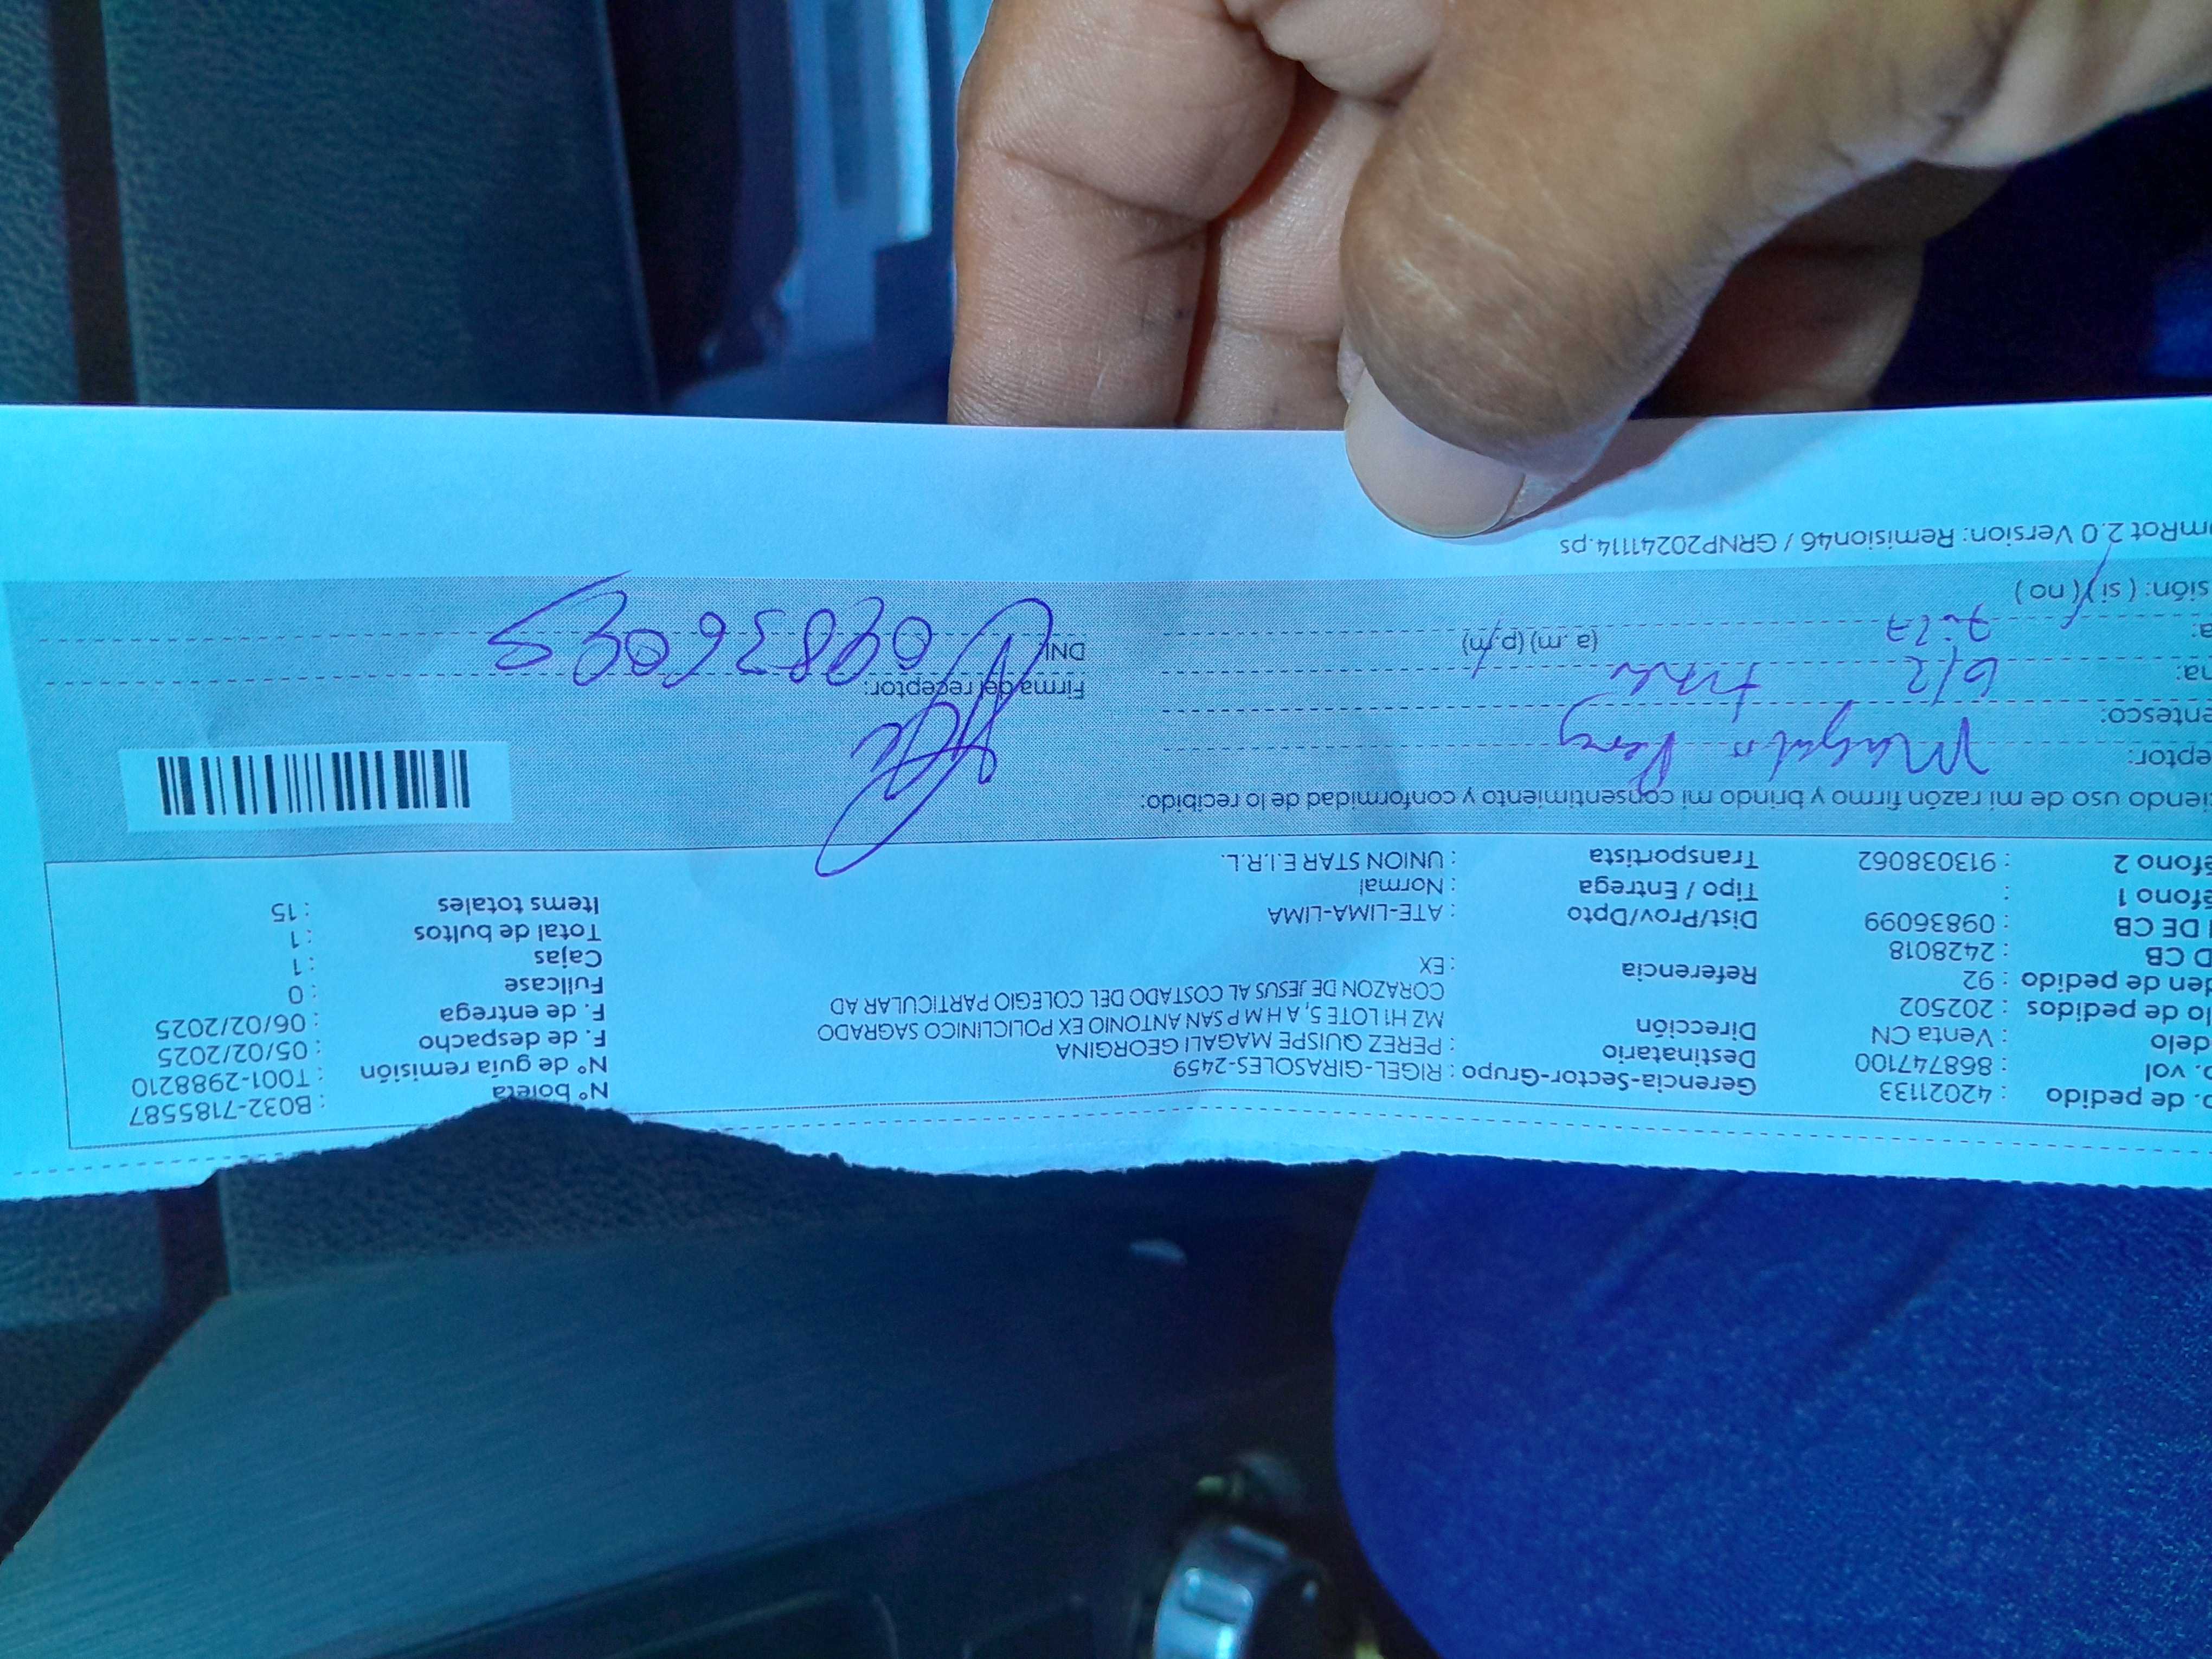 o. de pedido : 42021133
o. vol : 868747100
delo : Venta CN
lo de pedidos : 202502
den de pedido : 92
D CB : 2428018
I DE CB : 09836099
éfono 1 :
éfono 2 : 913038062
Gerencia-Sector-Grupo : RIGEL-GIRASOLES-2459
Destinatario : PEREZ QUISPE MAGALI GEORGINA
Dirección MZ H1 LOTE 5, A H M P SAN ANTONIO EX POLICLINICO SAGRADO
CORAZON DE JESUS AL COSTADO DEL COLEGIO PARTICULAR AD
Referencia : EX
Dist/Prov/Dpto : ATE-LIMA-LIMA
Tipo / Entrega : Normal
Transportista : UNION STAR E.I.R.L.
N° boleta : B032-7185587
N° de guía remisión : T001-2988210
F. de despacho : 05/02/2025
F. de entrega : 06/02/2025
Fullcase : 0
Cajas : 1
Total de bultos : 1
Items totales : 15
iendo uso de mi razón firmo y brindo mi consentimiento y conformidad de lo recibido:
eptor:
entesco:
ha: 6/2
a: (a. m) (p. m)
sión: ( si ) ( no )
Firma del receptor:
DNI
mRot 2.0 Version: Remision46 / GRNP20241114.ps